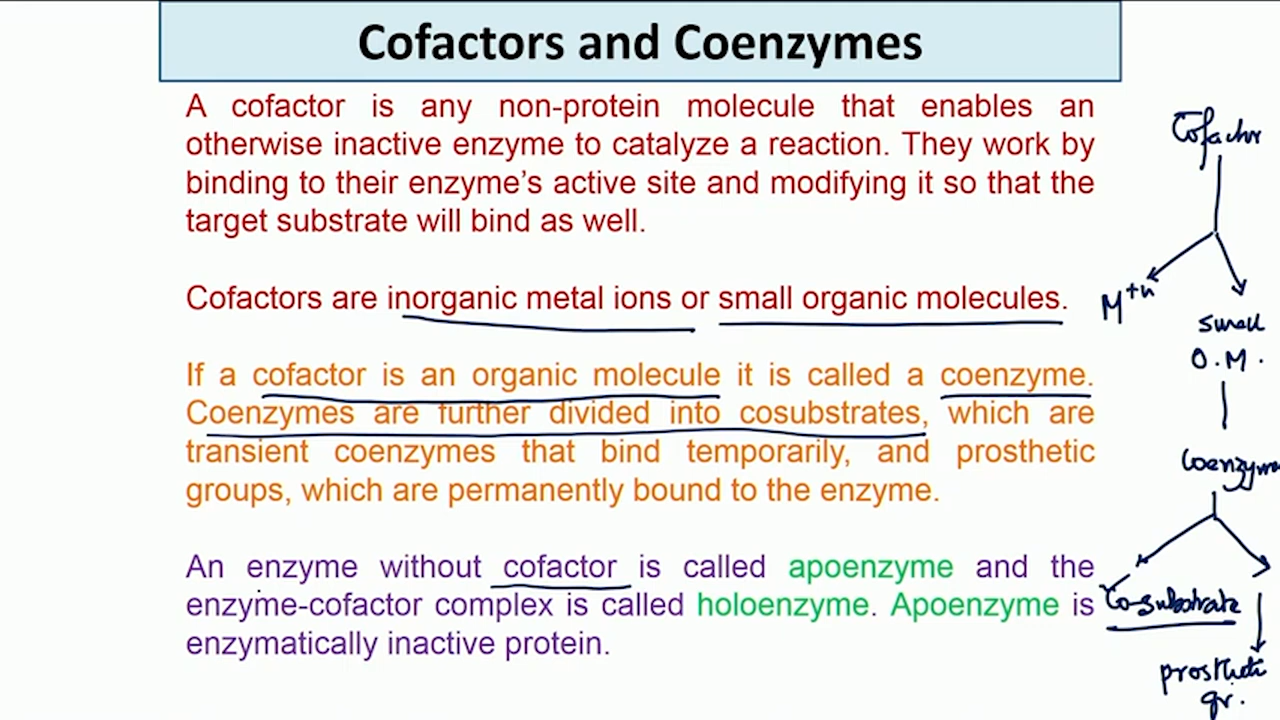 Cofactors and Coenzymes
A cofactor is any non-protein molecule that enables an
otherwise inactive enzyme to catalyze a reaction. They work by
binding to their enzyme's active site and modifying it so that the
target substrate will bind as well.
Cofactors are inorganic metal ions or small organic molecules.
If a cofactor is an organic molecule it is called a coenzyme.
Coenzymes are further divided into cosubstrates, which are
transient coenzymes that bind temporarily, and prosthetic
groups, which are permanently bound to the enzyme.
An enzyme without cofactor is called apoenzyme and the
enzyme-cofactor complex is called holoenzyme. Apoenzyme is
enzymatically inactive protein.
Cofactor
M+n
small
O.M.
Coenzyme
Co-substrate
prosthetic
gr.